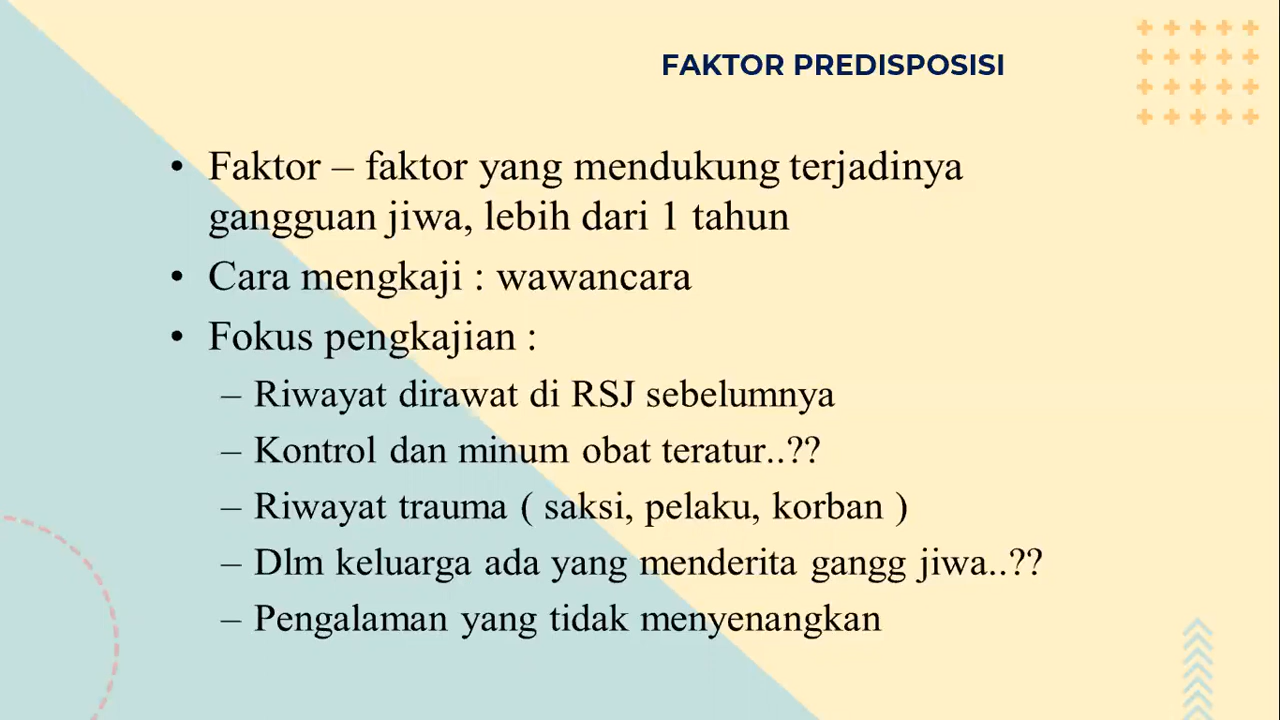 FAKTOR PREDISPOSISI
• Faktor – faktor yang mendukung terjadinya
gangguan jiwa, lebih dari 1 tahun
• Cara mengkaji : wawancara
• Fokus pengkajian :
– Riwayat dirawat di RSJ sebelumnya
– Kontrol dan minum obat teratur..??
– Riwayat trauma ( saksi, pelaku, korban )
– Dlm keluarga ada yang menderita gangg jiwa..??
– Pengalaman yang tidak menyenangkan